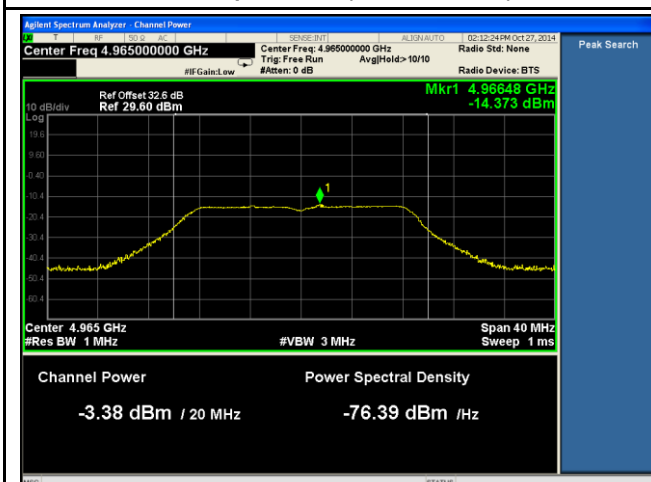 Agilent Spectrum Analyzer - Channel Power
T RF 50 Ω AC SENSE:INT ALIGN AUTO 02:12:24 PM Oct 27, 2014
Center Freq 4.965000000 GHz Center Freq: 4.965000000 GHz Radio Std: None Peak Search
Trig: Free Run Avg|Hold:>10/10
#IFGain:Low #Atten: 0 dB Radio Device: BTS
Ref Offset 32.6 dB Mkr1 4.96648 GHz
10 dB/div Ref 29.60 dBm -14.373 dBm
Log
19.6
9.60
-0.40
1
-10.4
-20.4
-30.4
-40.4
-50.4
-60.4
Center 4.965 GHz Span 40 MHz
#Res BW 1 MHz #VBW 3 MHz Sweep 1 ms
Channel Power Power Spectral Density
-3.38 dBm / 20 MHz -76.39 dBm /Hz